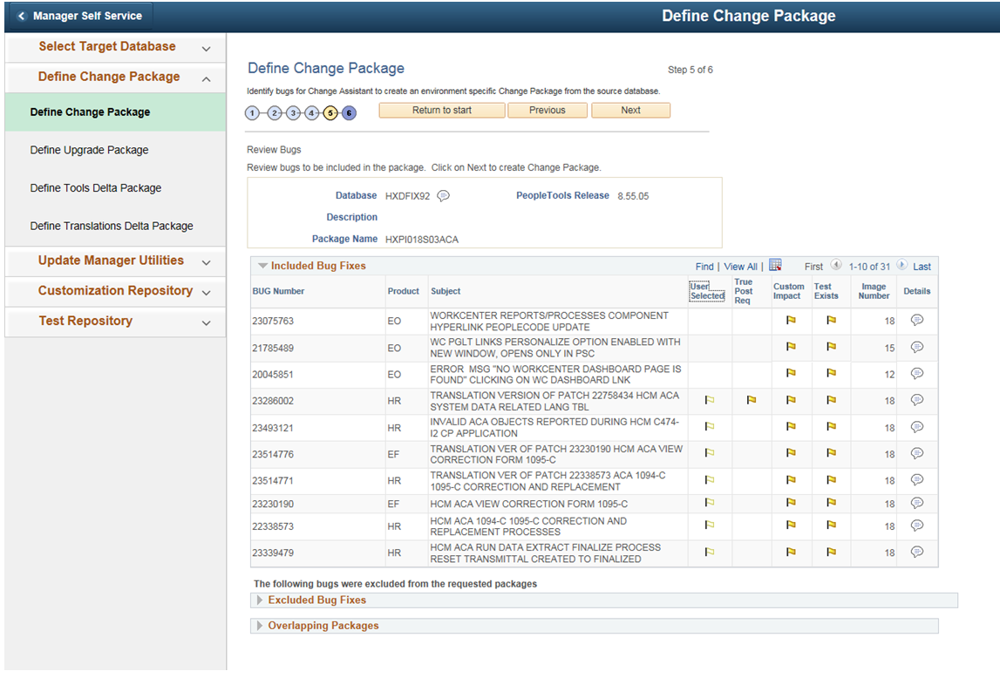 Manager Self Service
Define Change Package
Select Target Database
Define Change Package
Define Change Package
Define Upgrade Package
Define Tools Delta Package
Define Translations Delta Package
Update Manager Utilities
Customization Repository
Test Repository
Define Change Package
Step 5 of 6
Identify bugs for Change Assistant to create an environment specific Change Package from the source database.
1 2 3 4 5 6
Return to start Previous Next
Review Bugs
Review bugs to be included in the package. Click on Next to create Change Package.
Database HXDFIX92 PeopleTools Release 8.55.05
Description
Package Name HXPI018S03ACA
Included Bug Fixes Find | View All | First 1-10 of 31 Last
BUG Number Product Subject User Selected True Post Req Custom Impact Test Exists Image Number Details
23075763 EO WORKCENTER REPORTS/PROCESSES COMPONENT HYPERLINK PEOPLECODE UPDATE 18
21785489 EO WC PGLT LINKS PERSONALIZE OPTION ENABLED WITH NEW WINDOW, OPENS ONLY IN PSC 15
20045851 EO ERROR MSG "NO WORKCENTER DASHBOARD PAGE IS FOUND" CLICKING ON WC DASHBOARD LNK 12
23286002 HR TRANSLATION VERSION OF PATCH 22758434 HCM ACA SYSTEM DATA RELATED LANG TBL 18
23493121 HR INVALID ACA OBJECTS REPORTED DURING HCM C474-I2 CP APPLICATION 18
23514776 EF TRANSLATION VER OF PATCH 23230190 HCM ACA VIEW CORRECTION FORM 1095-C 18
23514771 HR TRANSLATION VER OF PATCH 22338573 ACA 1094-C 1095-C CORRECTION AND REPLACEMENT 18
23230190 EF HCM ACA VIEW CORRECTION FORM 1095-C 18
22338573 HR HCM ACA 1094-C 1095-C CORRECTION AND REPLACEMENT PROCESSES 18
23339479 HR HCM ACA RUN DATA EXTRACT FINALIZE PROCESS RESET TRANSMITTAL CREATED TO FINALIZED 18
The following bugs were excluded from the requested packages
Excluded Bug Fixes
Overlapping Packages